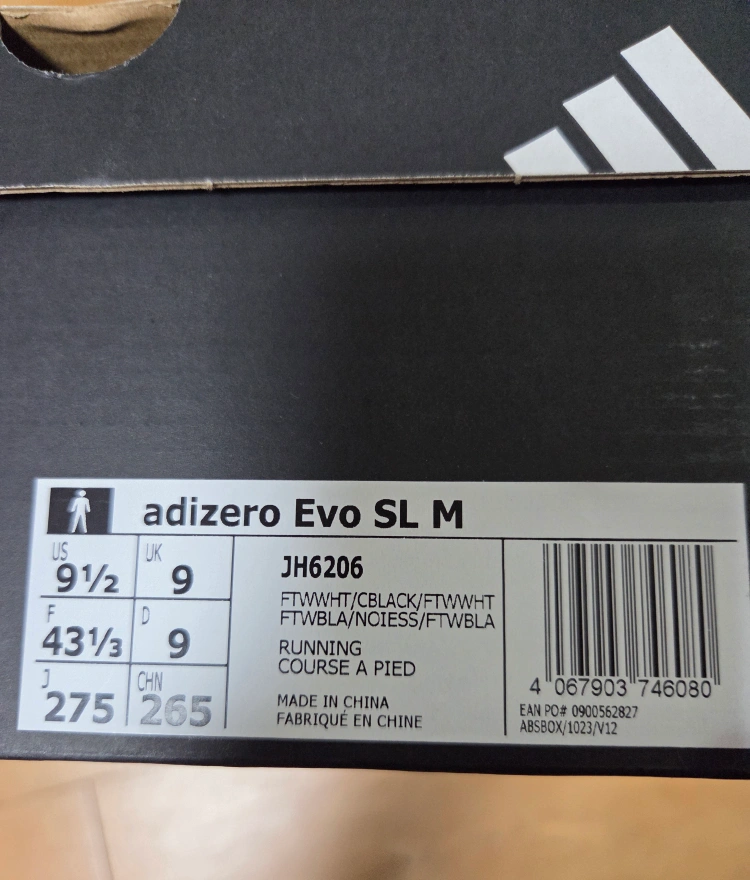 adizero Evo SL M
US 9½ UK 9
F 43⅓ D 9
J 275 CHN 265
JH6206
FTWWHT/CBLACK/FTWWHT
FTWBLA/NOIESS/FTWBLA
RUNNING
COURSE A PIED
MADE IN CHINA
FABRIQUÉ EN CHINE
4 067903 746080
EAN PO# 0900562827
ABSBOX/1023/V12